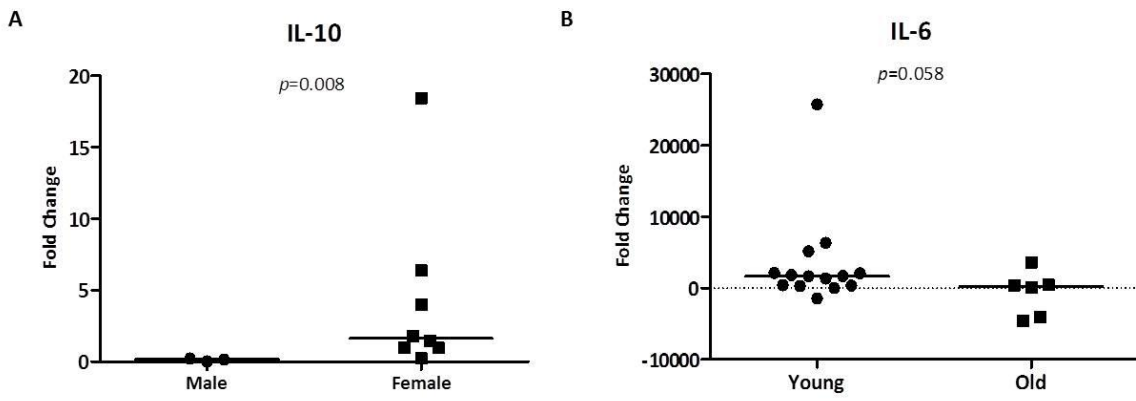 A
IL-10
p=0.008
20
15
10
5
0
Fold Change
Male
Female
B
IL-6
p=0.058
30000
20000
10000
0
-10000
Fold Change
Young
Old